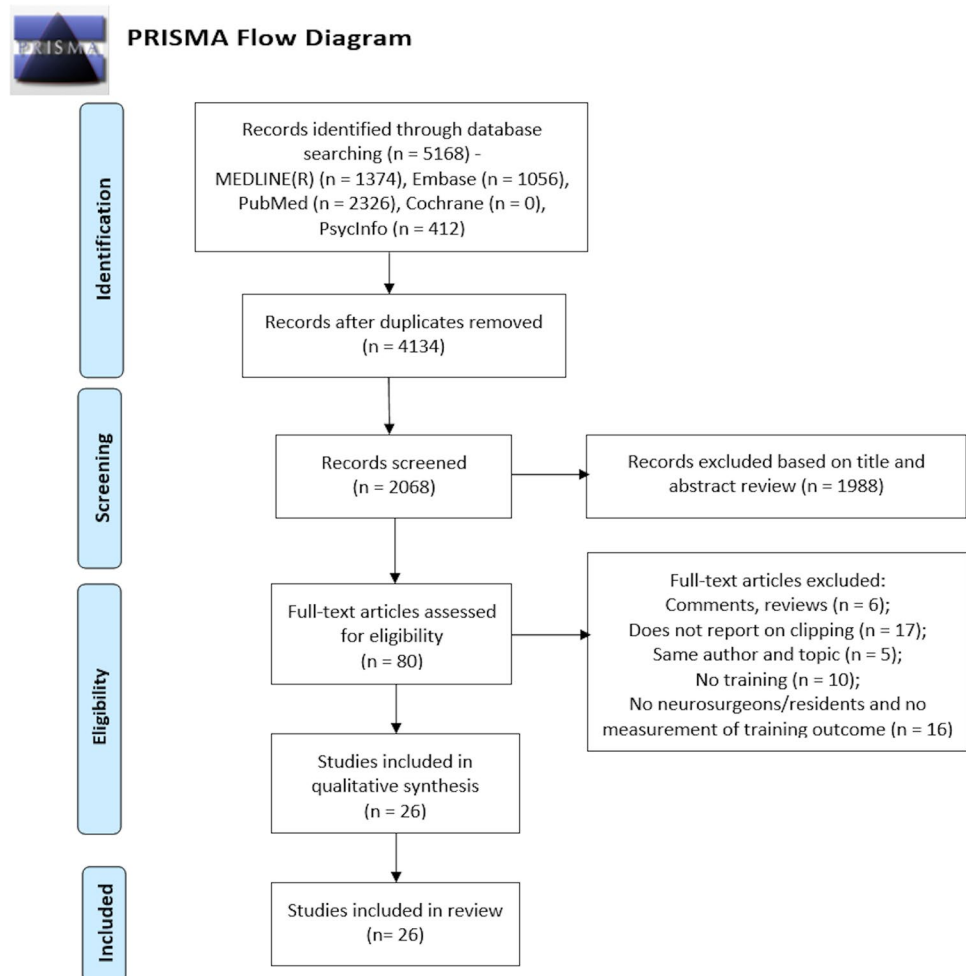 PRISMA
PRISMA Flow Diagram
Identification
Records identified through database
searching (n = 5168) -
MEDLINE(R) (n = 1374), Embase (n = 1056),
PubMed (n = 2326), Cochrane (n = 0),
PsycInfo (n = 412)
Records after duplicates removed
(n = 4134)
Screening
Records screened
(n = 2068)
Records excluded based on title and
abstract review (n = 1988)
Eligibility
Full-text articles assessed
for eligibility
(n = 80)
Full-text articles excluded:
Comments, reviews (n = 6);
Does not report on clipping (n = 17);
Same author and topic (n = 5);
No training (n = 10);
No neurosurgeons/residents and no
measurement of training outcome (n = 16)
Studies included in
qualitative synthesis
(n = 26)
Included
Studies included in review
(n= 26)